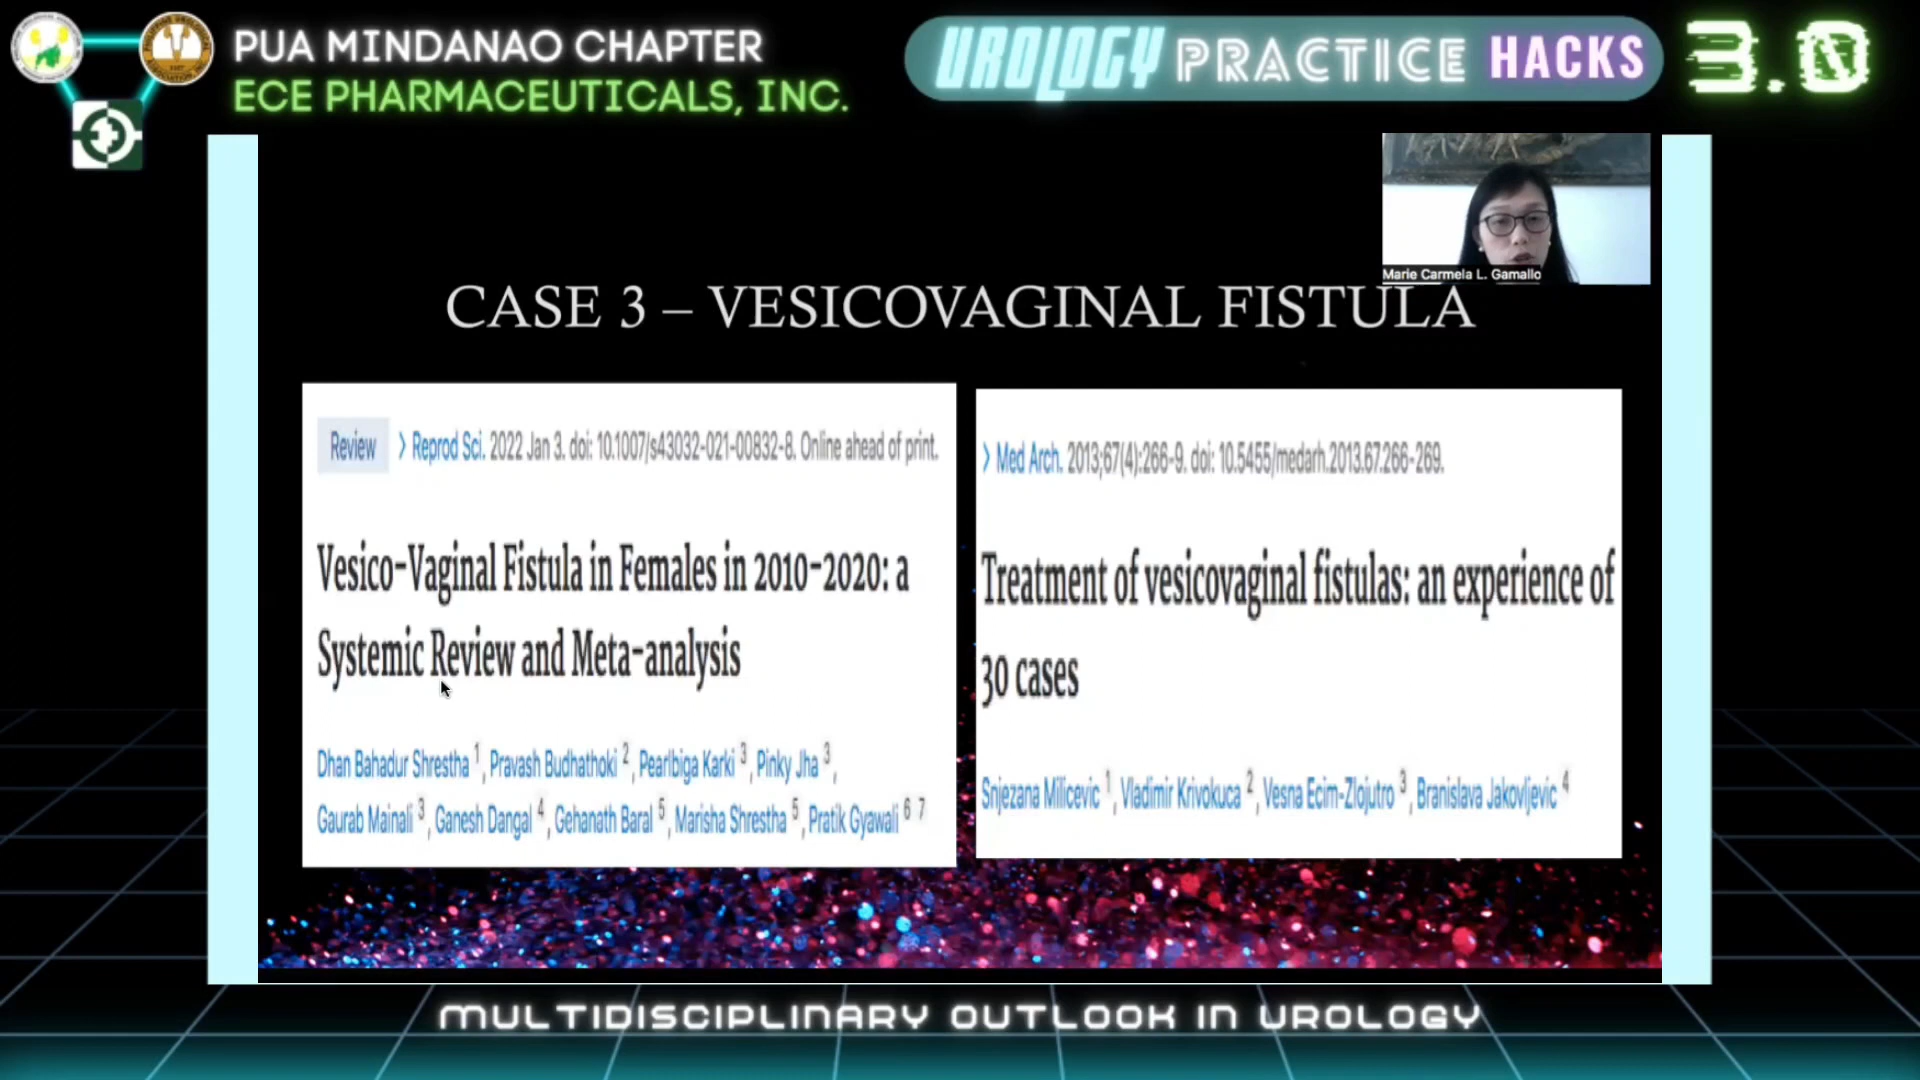 PUA MINDANAO CHAPTER
ECE PHARMACEUTICALS, INC.
UROLOGY PRACTICE HACKS 3.0
Marie Carmela L. Gamallo
CASE 3 – VESICOVAGINAL FISTULA
Review > Reprod Sci. 2022 Jan 3. doi: 10.1007/s43032-021-00832-8. Online ahead of print.
Vesico-Vaginal Fistula in Females in 2010-2020: a
Systemic Review and Meta-analysis
Dhan Bahadur Shrestha 1, Pravash Budhathoki 2, Pearlbiga Karki 3, Pinky Jha 3,
Gaurab Mainali 3, Ganesh Dangal 4, Gehanath Baral 5, Marisha Shrestha 5, Pratik Gyawali 6 7
> Med Arch. 2013;67(4):266-9. doi: 10.5455/medarh.2013.67.266-269.
Treatment of vesicovaginal fistulas: an experience of
30 cases
Snjezana Milicevic 1, Vladimir Krivokuca 2, Vesna Ecim-Zlojutro 3, Branislava Jakovljevic 4
MULTIDISCIPLINARY OUTLOOK IN UROLOGY